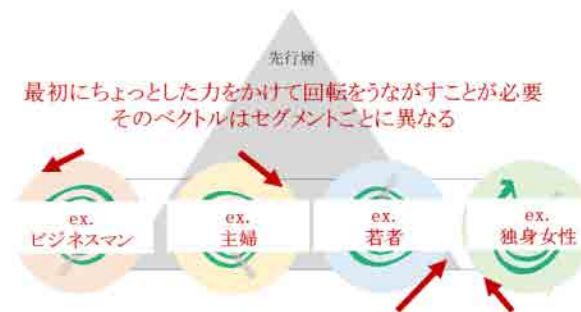 先行層
最初にちょっとした力をかけて回転をうながすことが必要
そのベクトルはセグメントごとに異なる
ex.
ビジネスマン
ex.
主婦
ex.
若者
ex.
独身女性